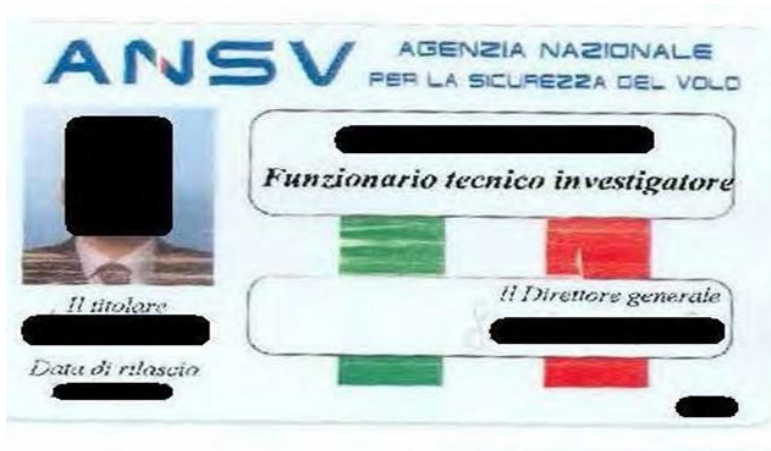 ANSV
AGENZIA NAZIONALE
PER LA SICUREZZA DEL VOLO
Funzionario tecnico investigatore
Il titolare
Data di rilascio
Il Direttore generale